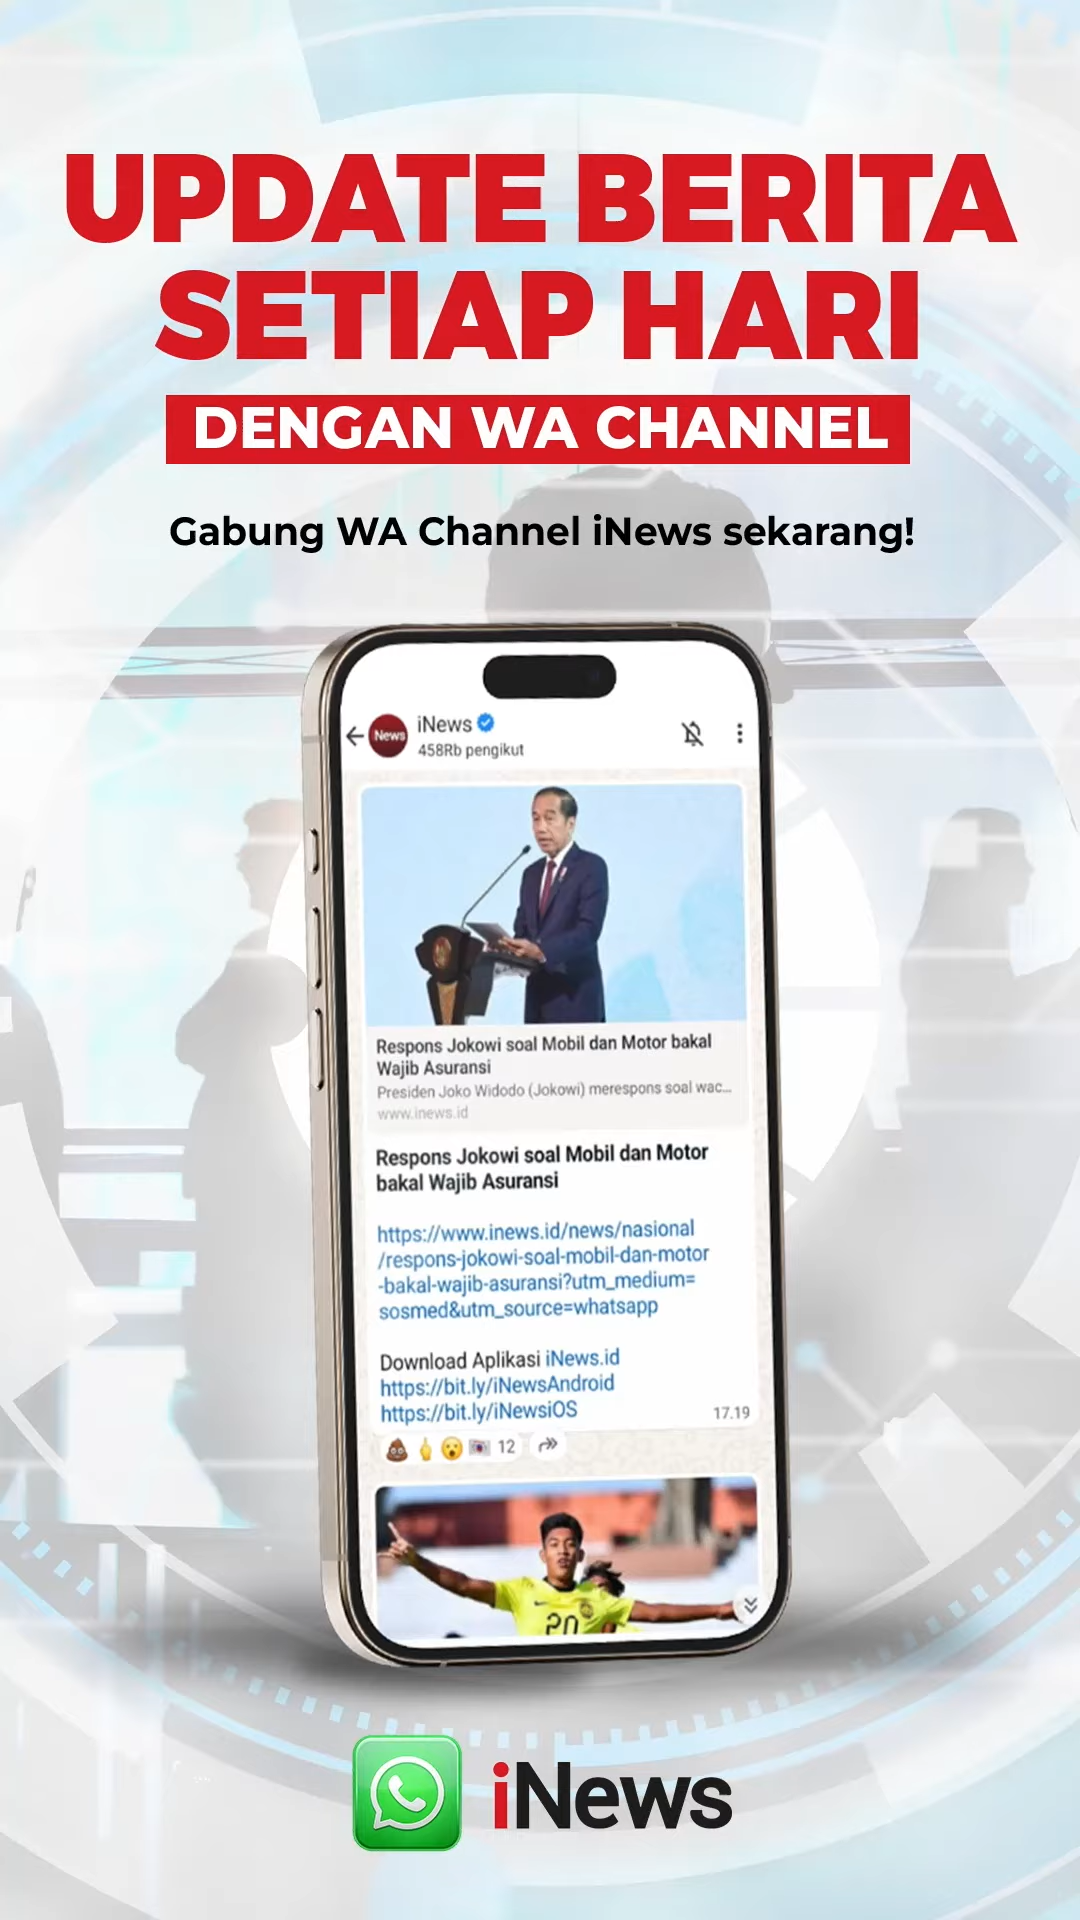 UPDATE BERITA
SETIAP HARI
DENGAN WA CHANNEL
Gabung WA Channel iNews sekarang!
News
iNews
458Rb pengikut
Respons Jokowi soal Mobil dan Motor bakal
Wajib Asuransi
Presiden Joko Widodo (Jokowi) merespons soal wac...
www.inews.id
Respons Jokowi soal Mobil dan Motor
bakal Wajib Asuransi
https://www.inews.id/news/nasional
/respons-jokowi-soal-mobil-dan-motor
-bakal-wajib-asuransi?utm_medium=
sosmed&utm_source=whatsapp
Download Aplikasi iNews.id
https://bit.ly/iNewsAndroid
https://bit.ly/iNewsiOS
17.19
12
20
iNews